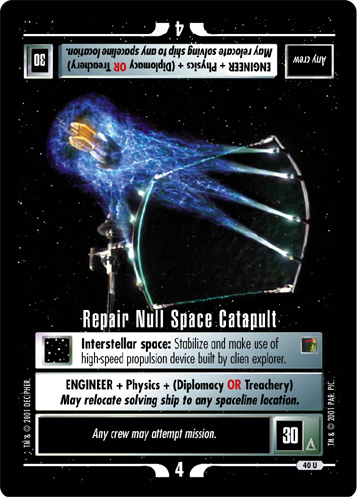 4
Any crew
ENGINEER + Physics + (Diplomacy OR Treachery)
May relocate solving ship to any spaceline location.
30
Repair Null Space Catapult
Interstellar space: Stabilize and make use of
high-speed propulsion device built by alien explorer.
ENGINEER + Physics + (Diplomacy OR Treachery)
May relocate solving ship to any spaceline location.
Any crew may attempt mission.
30
TM & © 2001 DECIPHER.
TM & © 2001 PAR. PIC.
4
40 U